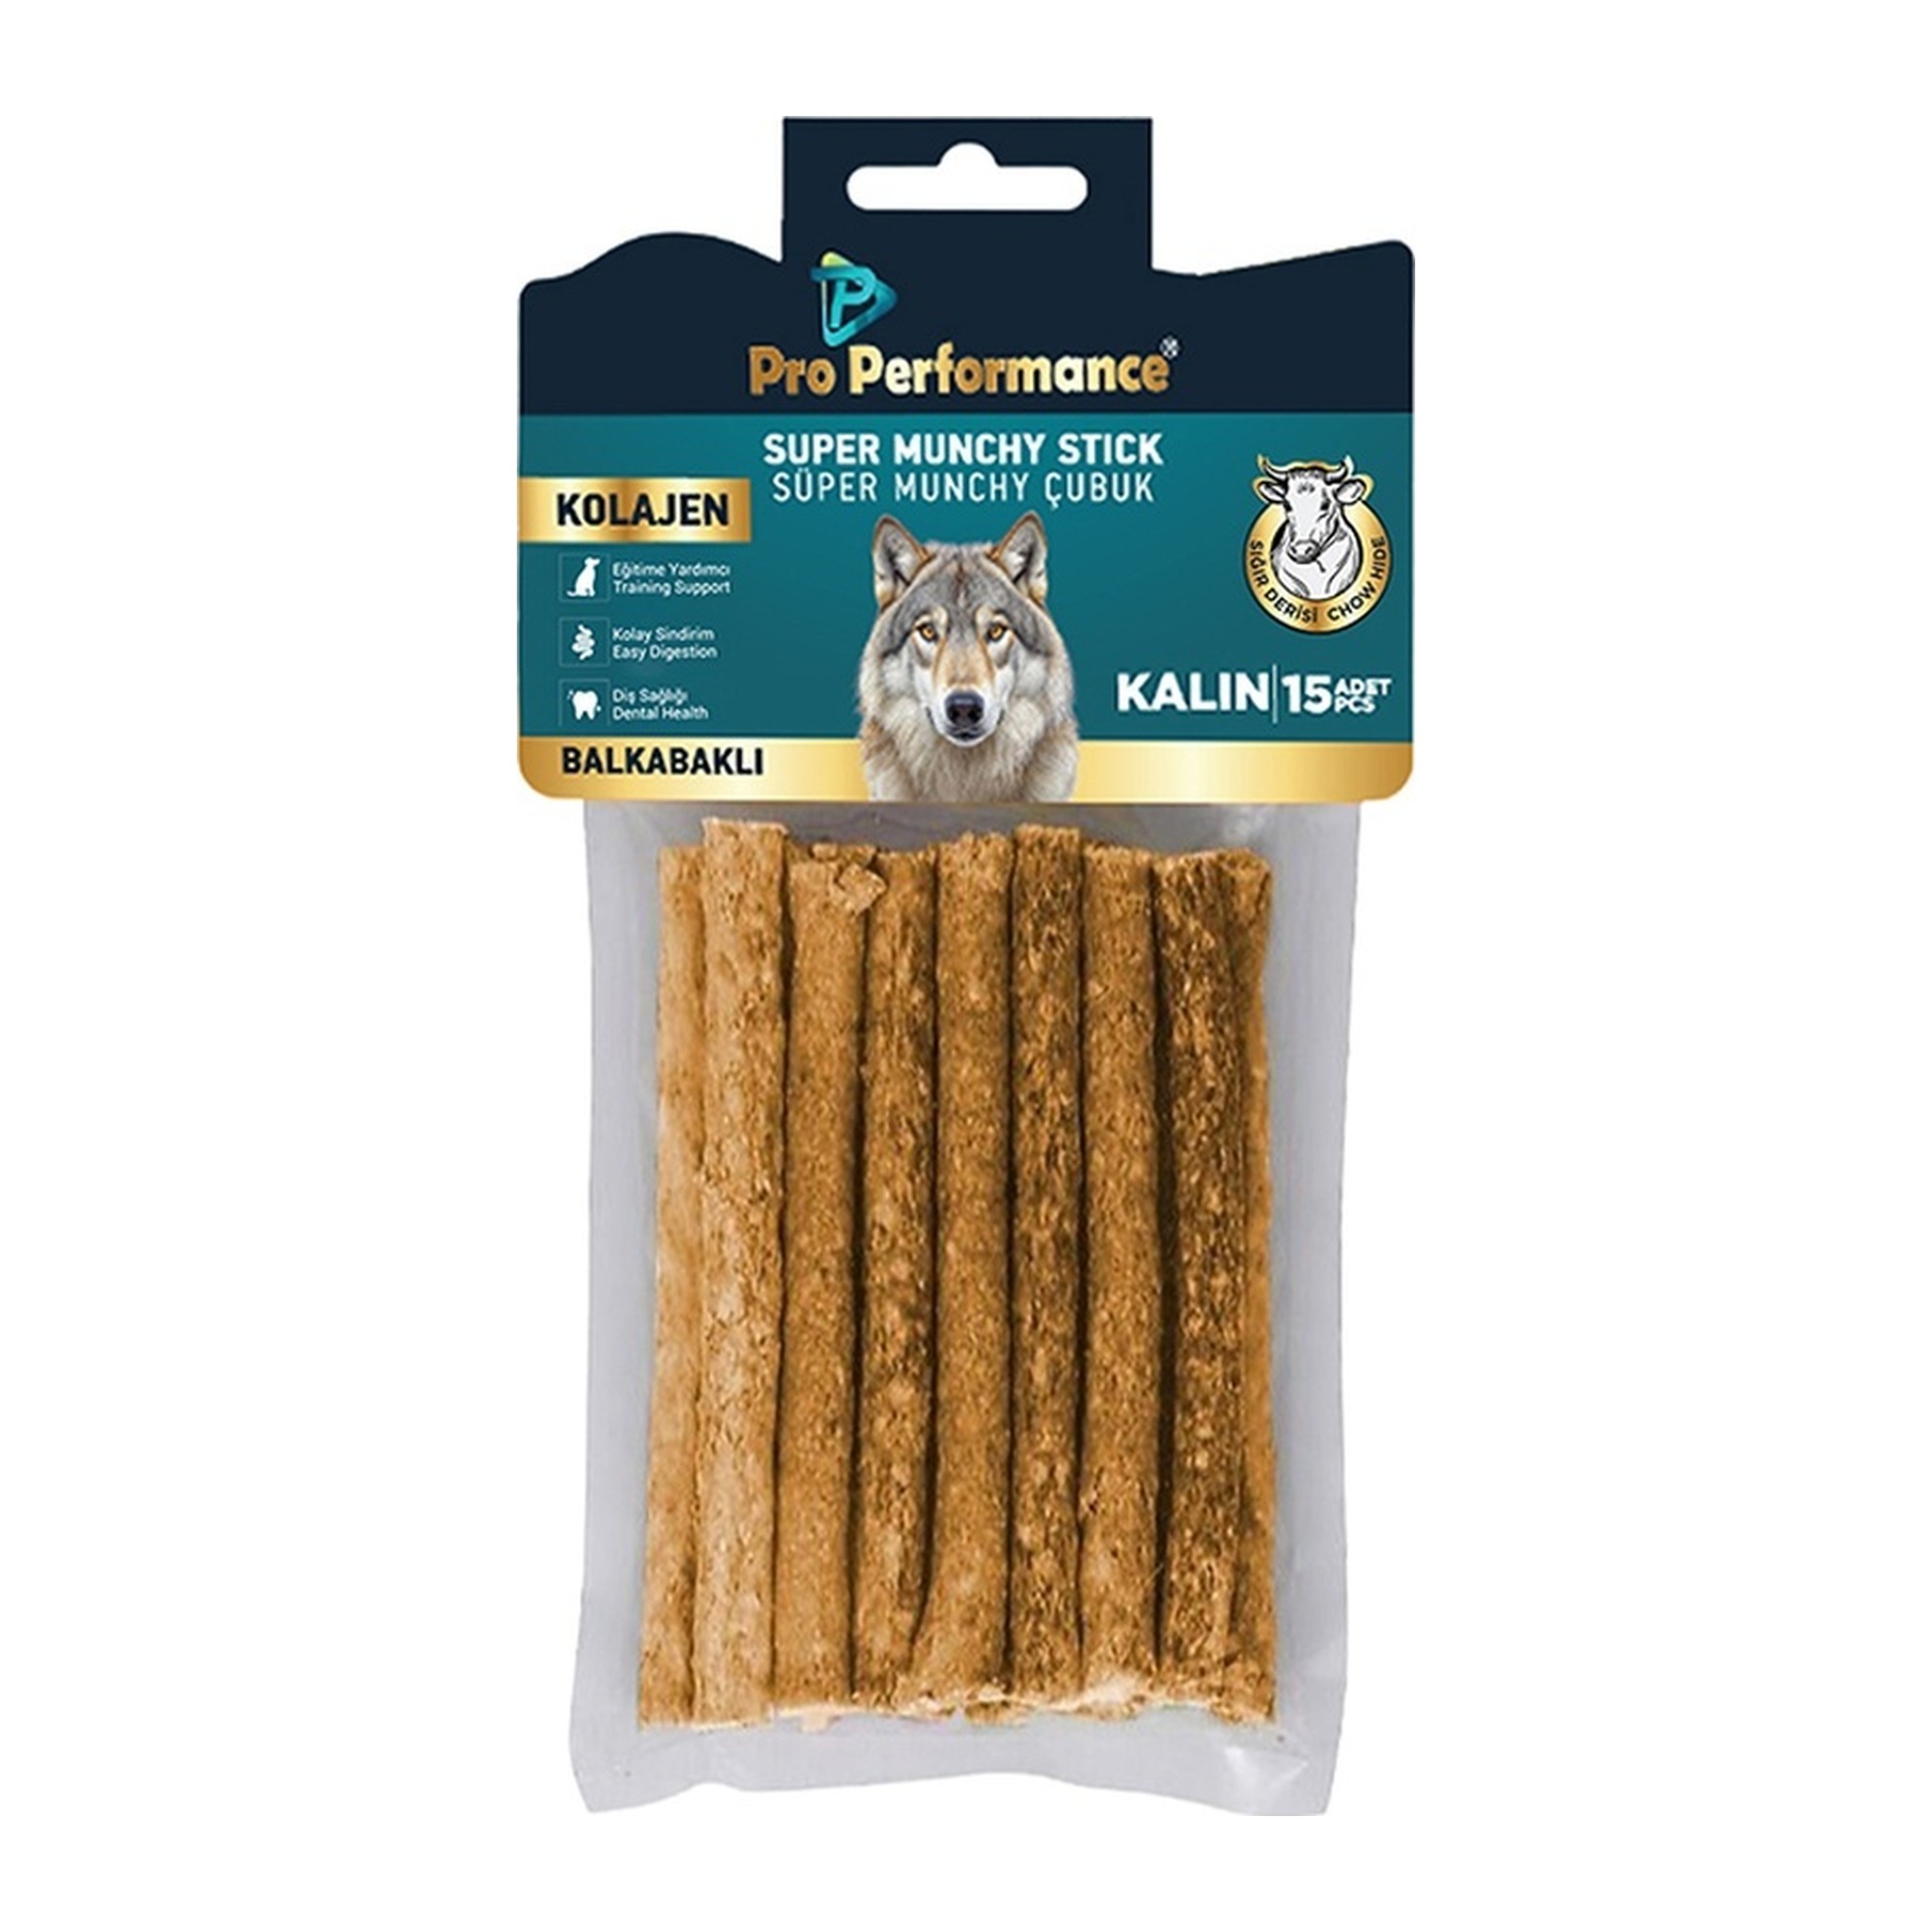 P
Pro Performance®
SUPER MUNCHY STICK
SÜPER MUNCHY ÇUBUK
KOLAJEN
Eğitime Yardımcı
Training Support
Kolay Sindirim
Easy Digestion
Diş Sağlığı
Dental Health
SIĞIR DERİSİ CHOW HIDE
KALIN 15 ADET
PCS
BALKABAKLI